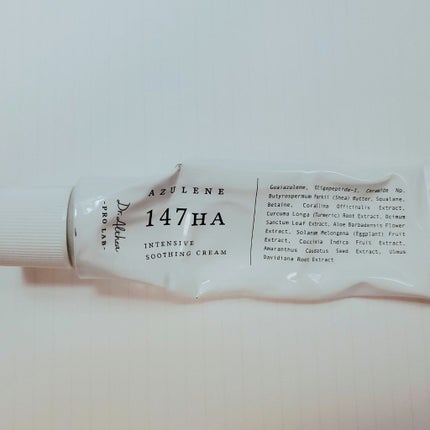 Dr.Althea
-PRO LAB-
AZULENE
147HA
INTENSIVE
SOOTHING CREAM
Guaiazulene, Oligopeptide-1, Ceramide Np,
Butyrospermum Parkii (Shea) Butter, Squalane,
Betaine, Corallina Officinalis Extract,
Curcuma Longa (Turmeric) Root Extract, Ocimum
Sanctum Leaf Extract, Aloe Barbadensis Flower
Extract, Solanum Melongena (Eggplant) Fruit
Extract, Coccinia Indica Fruit Extract,
Amaranthus Caudatus Seed Extract, Ulmus
Davidiana Root Extract